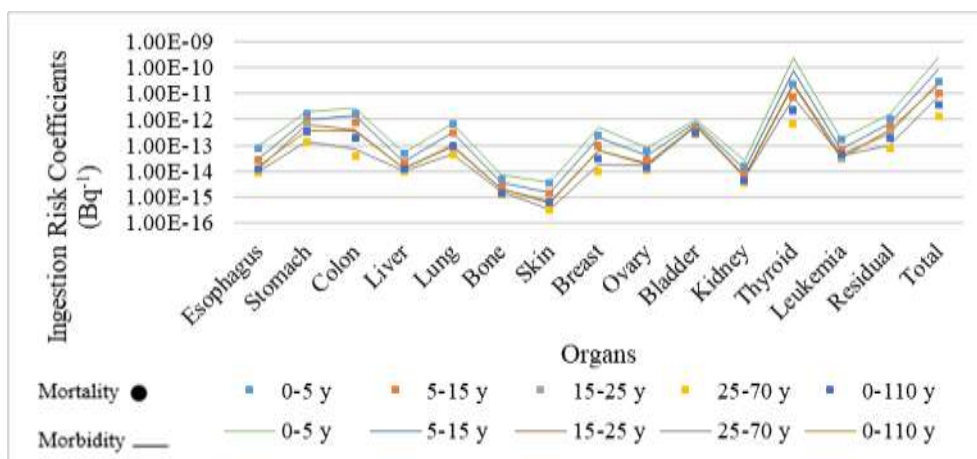 1.00E-09
1.00E-10
1.00E-11
1.00E-12
1.00E-13
1.00E-14
1.00E-15
1.00E-16
Ingestion Risk Coefficients
(Bq-1)
Esophagus
Stomach
Colon
Liver
Lung
Bone
Skin
Breast
Ovary
Bladder
Kidney
Thyroid
Leukemia
Residual
Total
Organs
Mortality 0-5 y 5-15 y 15-25 y 25-70 y 0-110 y
Morbidity 0-5 y 5-15 y 15-25 y 25-70 y 0-110 y